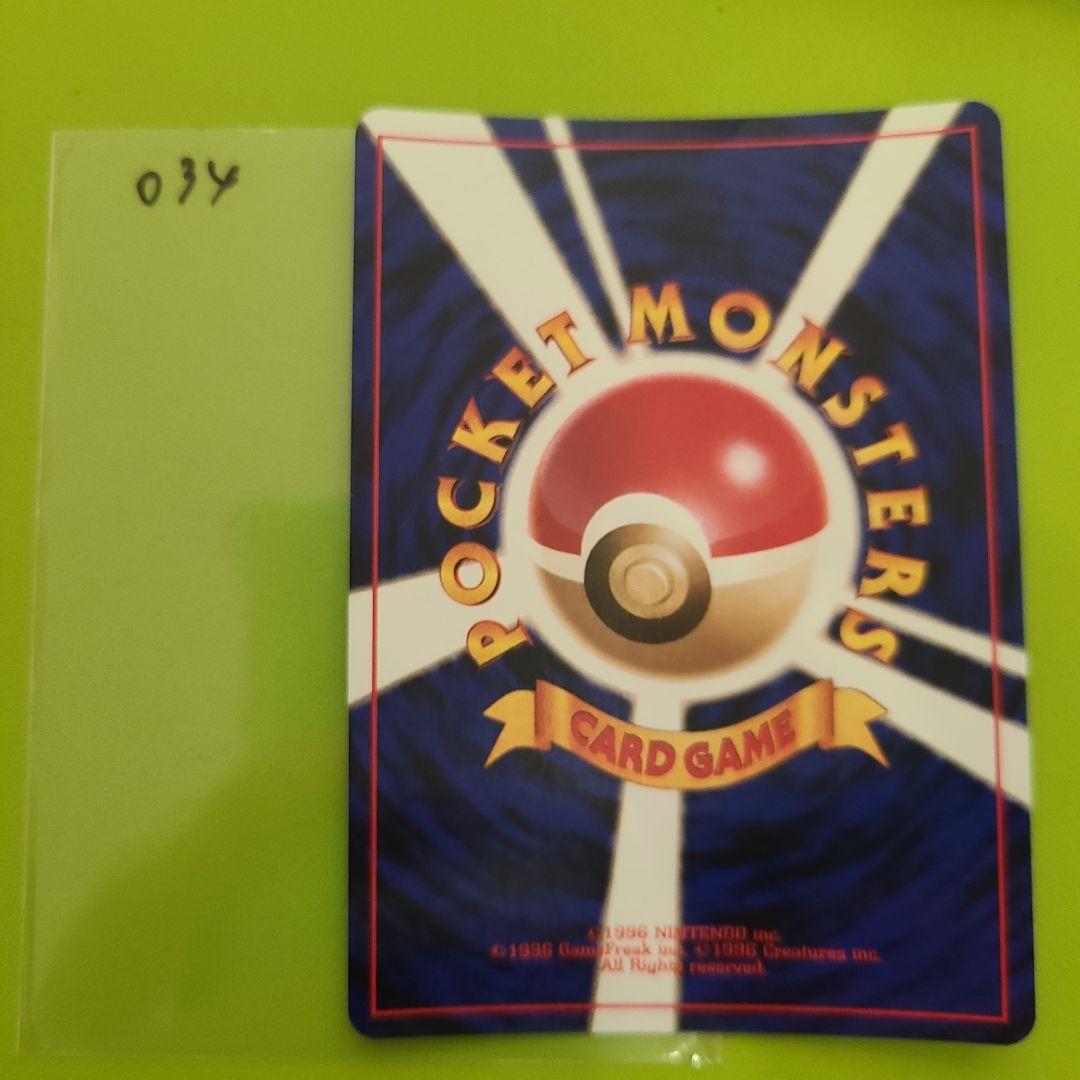 034
POCKET MONSTERS
CARD GAME
©1996 NINTENDO inc.
©1996 GameFreak inc. ©1996 Creatures inc.
All Rights reserved.